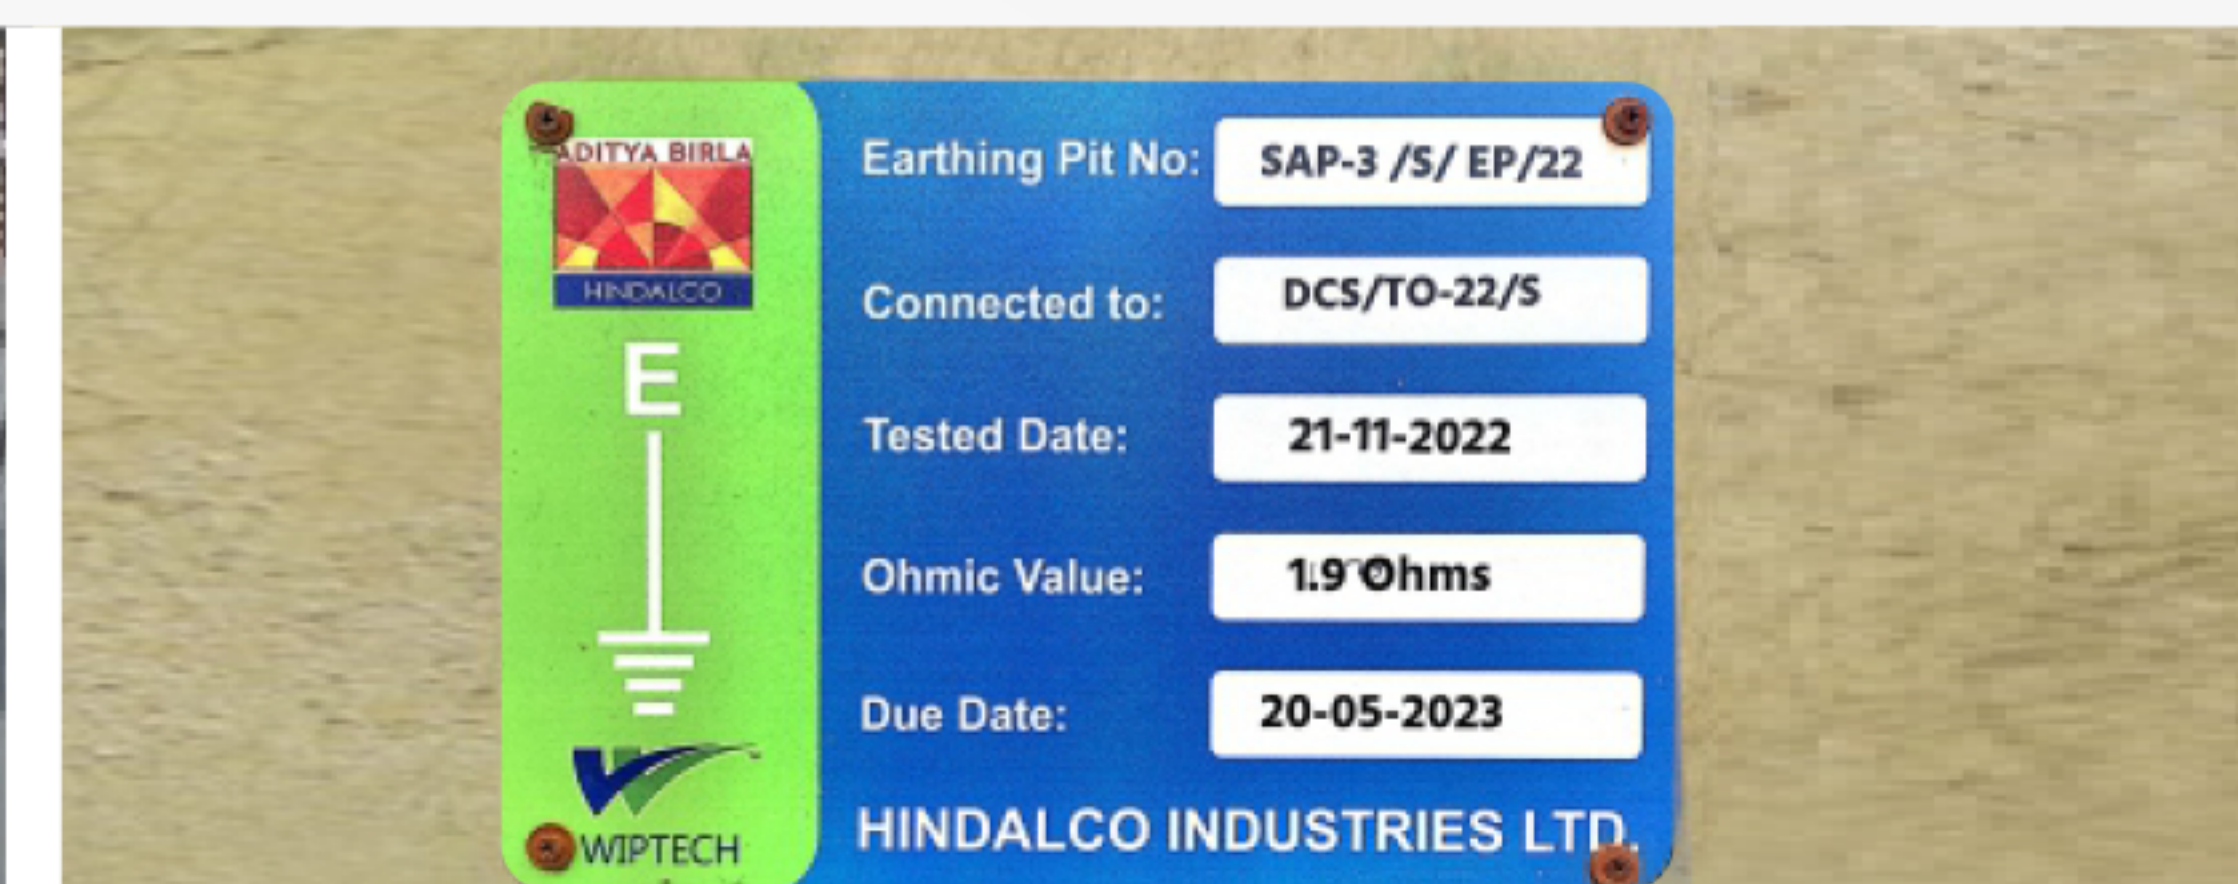 ADITYA BIRLA
HINDALCO
E
WIPTECH
Earthing Pit No: SAP-3 /S/ EP/22
Connected to: DCS/TO-22/S
Tested Date: 21-11-2022
Ohmic Value: 1.9 Ohms
Due Date: 20-05-2023
HINDALCO INDUSTRIES LTD.